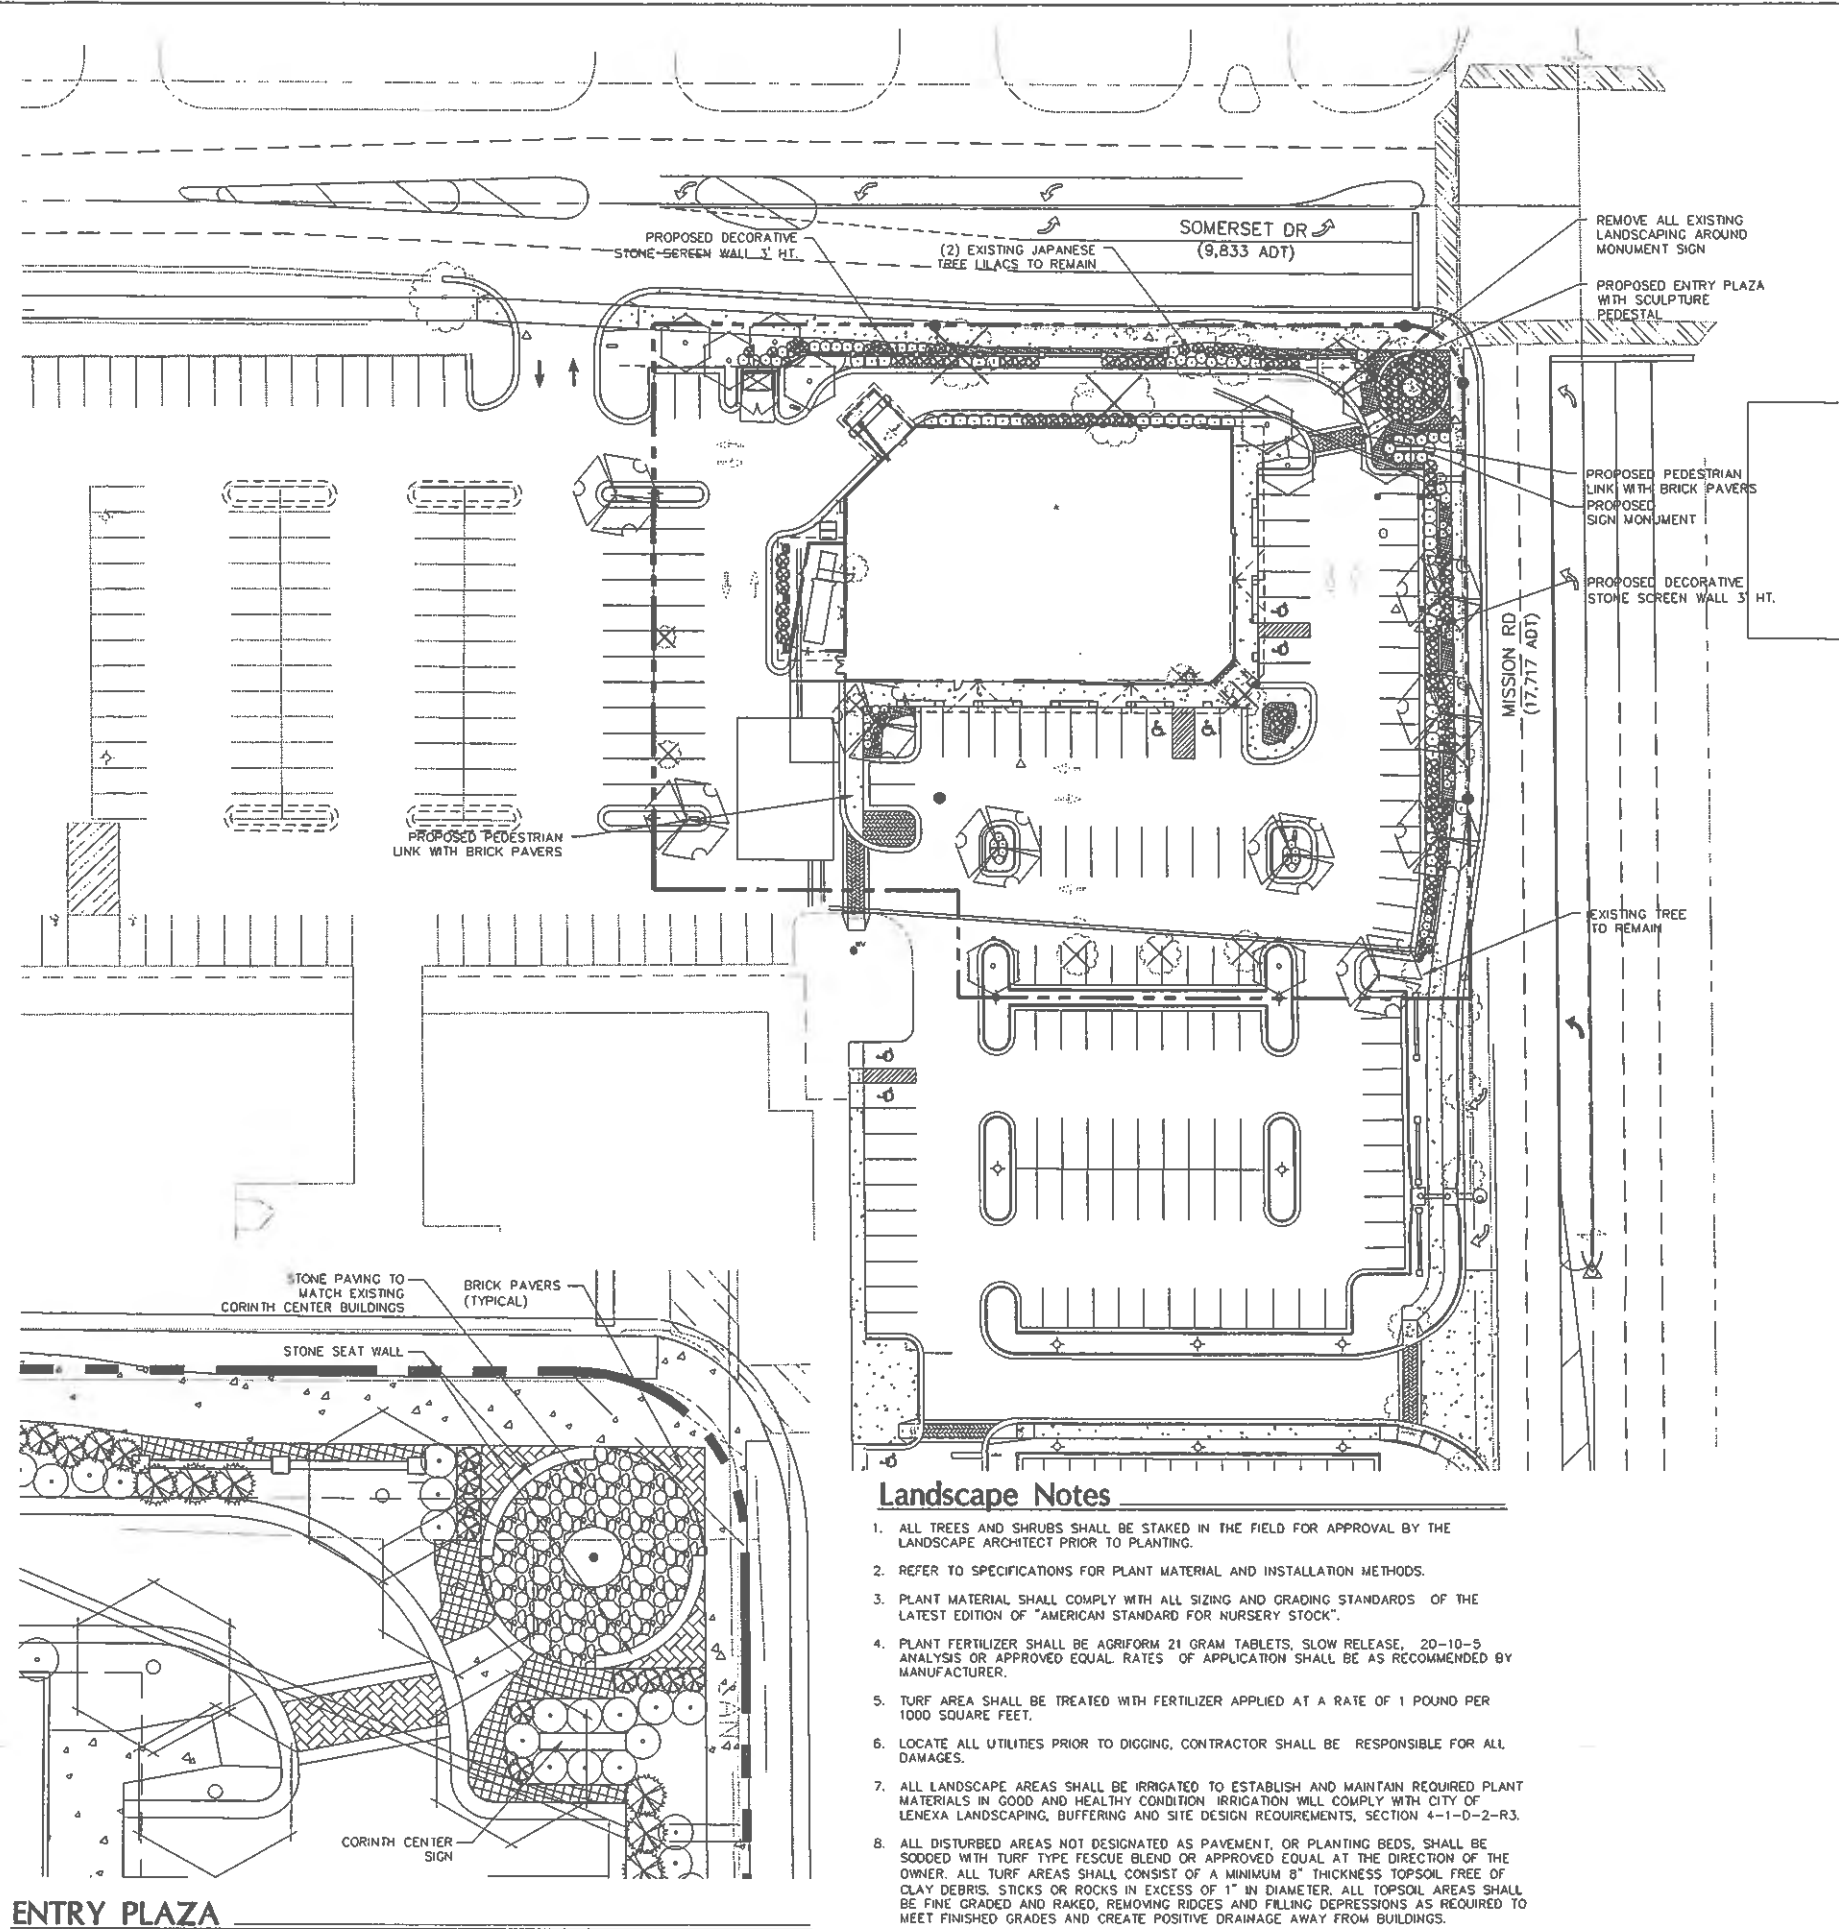 SOMERSET DR
(9,833 ADT)
PROPOSED DECORATIVE
STONE SCREEN WALL 3' HT.
(2) EXISTING JAPANESE
TREE LILACS TO REMAIN
REMOVE ALL EXISTING
LANDSCAPING AROUND
MONUMENT SIGN
PROPOSED ENTRY PLAZA
WITH SCULPTURE
PEDESTAL
PROPOSED PEDESTRIAN
LINK WITH BRICK PAVERS
PROPOSED
SIGN MONUMENT
PROPOSED DECORATIVE
STONE SCREEN WALL 3' HT.
MISSION RD
(17,717 ADT)
PROPOSED PEDESTRIAN
LINK WITH BRICK PAVERS
EXISTING TREE
TO REMAIN
STONE PAVING TO
MATCH EXISTING
CORINTH CENTER BUILDINGS
BRICK PAVERS
(TYPICAL)
STONE SEAT WALL
CORINTH CENTER
SIGN
ENTRY PLAZA
Landscape Notes
1. ALL TREES AND SHRUBS SHALL BE STAKED IN THE FIELD FOR APPROVAL BY THE
LANDSCAPE ARCHITECT PRIOR TO PLANTING.
2. REFER TO SPECIFICATIONS FOR PLANT MATERIAL AND INSTALLATION METHODS.
3. PLANT MATERIAL SHALL COMPLY WITH ALL SIZING AND GRADING STANDARDS OF THE
LATEST EDITION OF "AMERICAN STANDARD FOR NURSERY STOCK".
4. PLANT FERTILIZER SHALL BE AGRIFORM 21 GRAM TABLETS, SLOW RELEASE, 20-10-5
ANALYSIS OR APPROVED EQUAL. RATES OF APPLICATION SHALL BE AS RECOMMENDED BY
MANUFACTURER.
5. TURF AREA SHALL BE TREATED WITH FERTILIZER APPLIED AT A RATE OF 1 POUND PER
1000 SQUARE FEET.
6. LOCATE ALL UTILITIES PRIOR TO DIGGING, CONTRACTOR SHALL BE RESPONSIBLE FOR ALL
DAMAGES.
7. ALL LANDSCAPE AREAS SHALL BE IRRIGATED TO ESTABLISH AND MAINTAIN REQUIRED PLANT
MATERIALS IN GOOD AND HEALTHY CONDITION IRRIGATION WILL COMPLY WITH CITY OF
LENEXA LANDSCAPING, BUFFERING AND SITE DESIGN REQUIREMENTS, SECTION 4-1-D-2-R3.
8. ALL DISTURBED AREAS NOT DESIGNATED AS PAVEMENT, OR PLANTING BEDS, SHALL BE
SODDED WITH TURF TYPE FESCUE BLEND OR APPROVED EQUAL AT THE DIRECTION OF THE
OWNER. ALL TURF AREAS SHALL CONSIST OF A MINIMUM 8" THICKNESS TOPSOIL FREE OF
CLAY DEBRIS, STICKS OR ROCKS IN EXCESS OF 1" IN DIAMETER. ALL TOPSOIL AREAS SHALL
BE FINE GRADED AND RAKED, REMOVING RIDGES AND FILLING DEPRESSIONS AS REQUIRED TO
MEET FINISHED GRADES AND CREATE POSITIVE DRAINAGE AWAY FROM BUILDINGS.